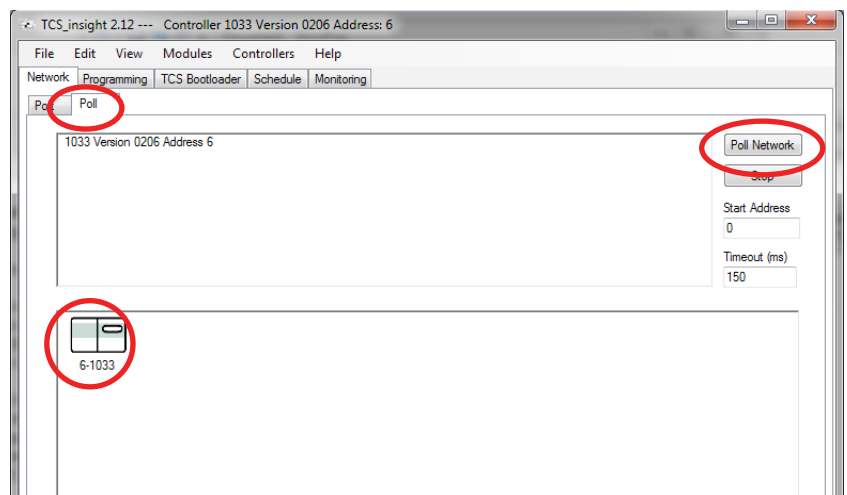 TCS_insight 2.12 --- Controller 1033 Version 0206 Address: 6
File Edit View Modules Controllers Help
Network Programming TCS Bootloader Schedule Monitoring
Poll
1033 Version 0206 Address 6
Poll Network
Stop
Start Address
0
Timeout (ms)
150
6-1033